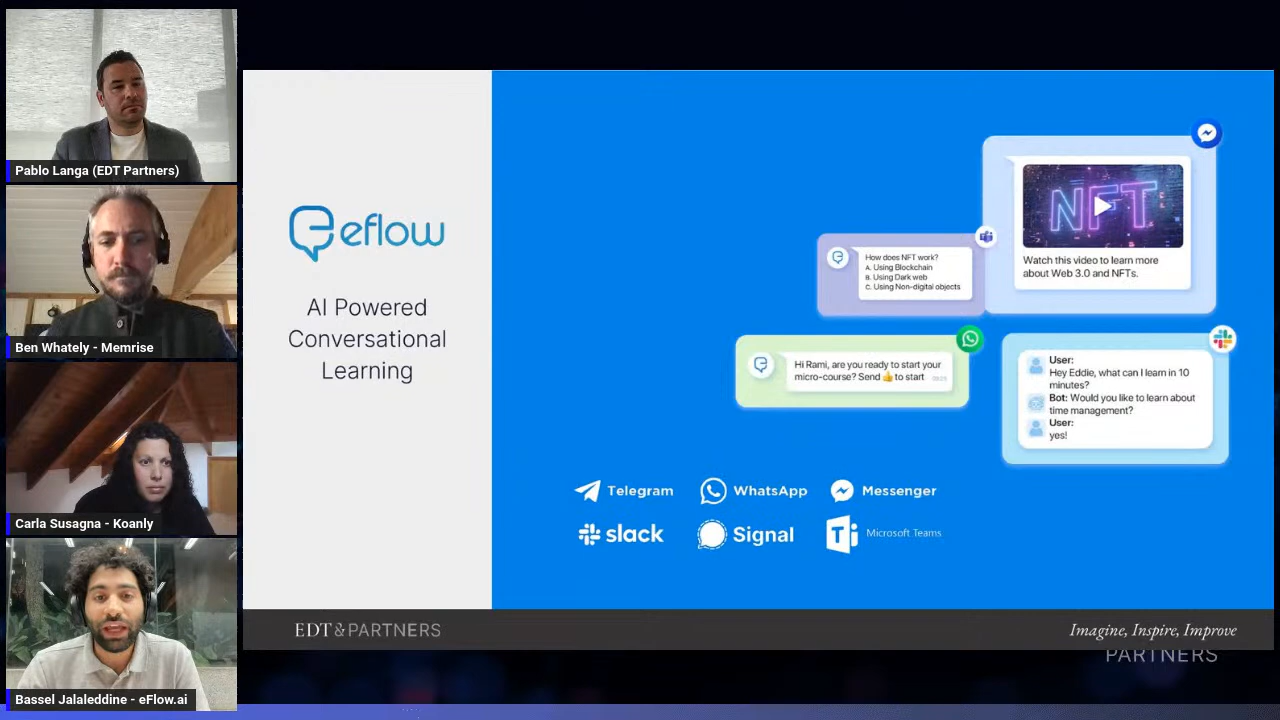 Pablo Langa (EDT Partners)
Ben Whately - Memrise
Carla Susagna - Koanly
Bassel Jalaleddine - eFlow.ai
eflow
AI Powered
Conversational
Learning
NFT
Watch this video to learn more
about Web 3.0 and NFTs.
How does NFT work?
A. Using Blockchain
B. Using Dark web
C. Using Non-digital objects
Hi Rami, are you ready to start your
micro-course? Send 👍 to start
User:
Hey Eddie, what can I learn in 10
minutes?
Bot: Would you like to learn about
time management?
User:
yes!
Telegram
WhatsApp
Messenger
slack
Signal
Microsoft Teams
EDT&PARTNERS
Imagine, Inspire, Improve
PARTNERS